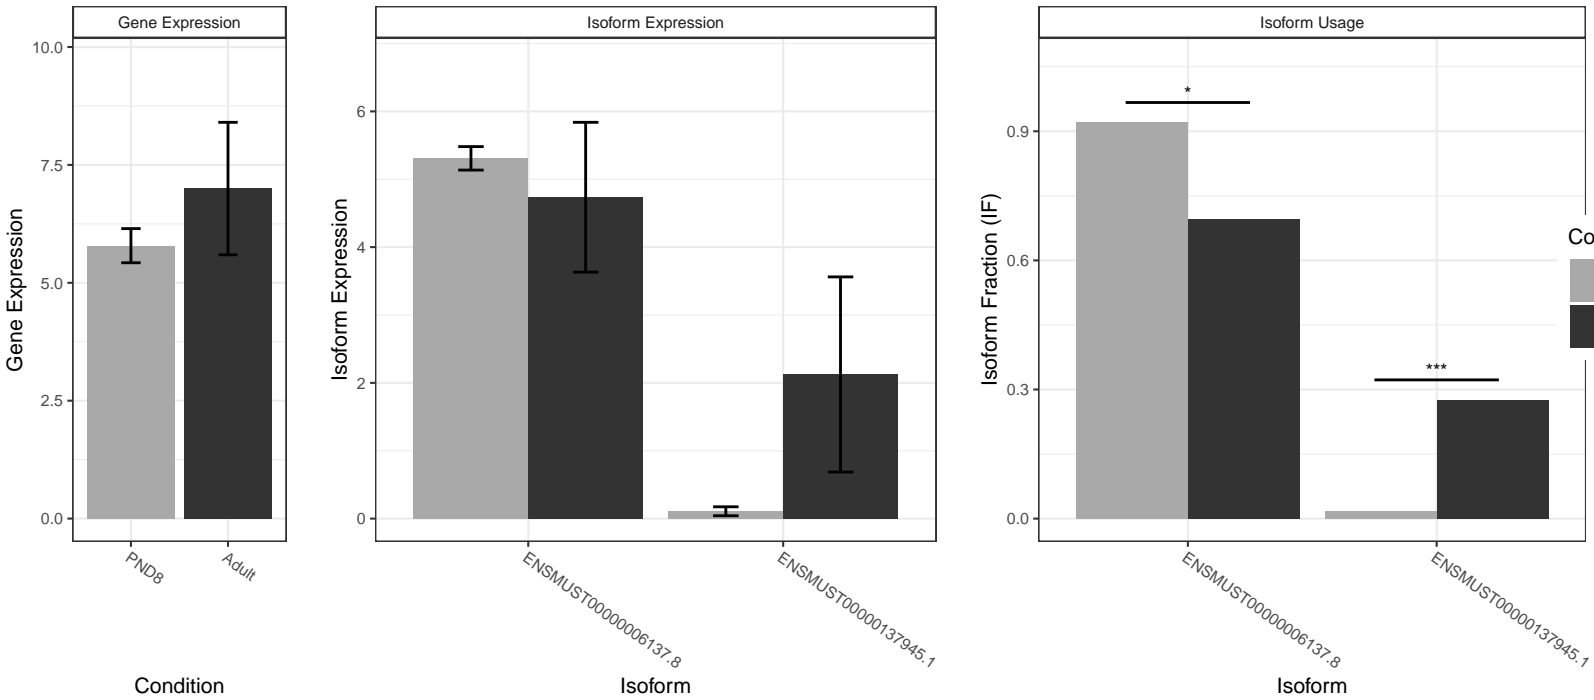 Gene Expression
Gene Expression
10.0
7.5
5.0
2.5
0.0
PND8
Adult
Condition
Isoform Expression
Isoform Expression
6
4
2
0
ENSMUST00000006137.8
ENSMUST00000137945.1
Isoform
Isoform Usage
Isoform Fraction (IF)
0.9
0.6
0.3
0.0
*
***
ENSMUST00000006137.8
ENSMUST00000137945.1
Isoform
Co